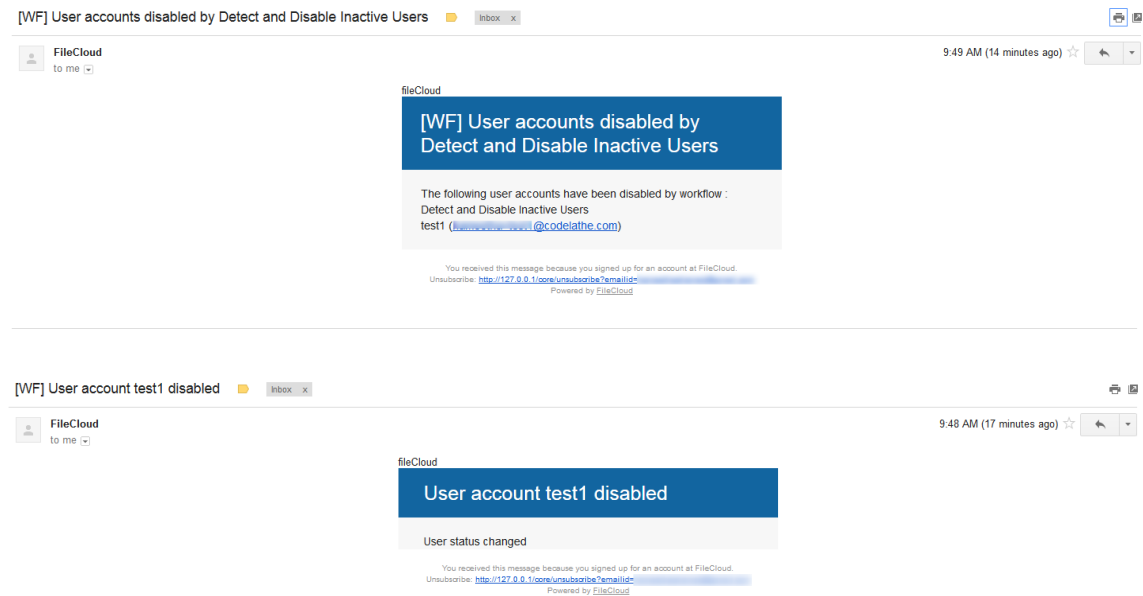 [WF] User accounts disabled by Detect and Disable Inactive Users Inbox x
FileCloud 9:49 AM (14 minutes ago)
to me
fileCloud
[WF] User accounts disabled by
Detect and Disable Inactive Users
The following user accounts have been disabled by workflow :
Detect and Disable Inactive Users
test1 (@codelathe.com)
You received this message because you signed up for an account at FileCloud.
Unsubscribe: http://127.0.0.1/core/unsubscribe?emailid=
Powered by FileCloud
[WF] User account test1 disabled Inbox x
FileCloud 9:48 AM (17 minutes ago)
to me
fileCloud
User account test1 disabled
User status changed
You received this message because you signed up for an account at FileCloud.
Unsubscribe: http://127.0.0.1/core/unsubscribe?emailid=
Powered by FileCloud